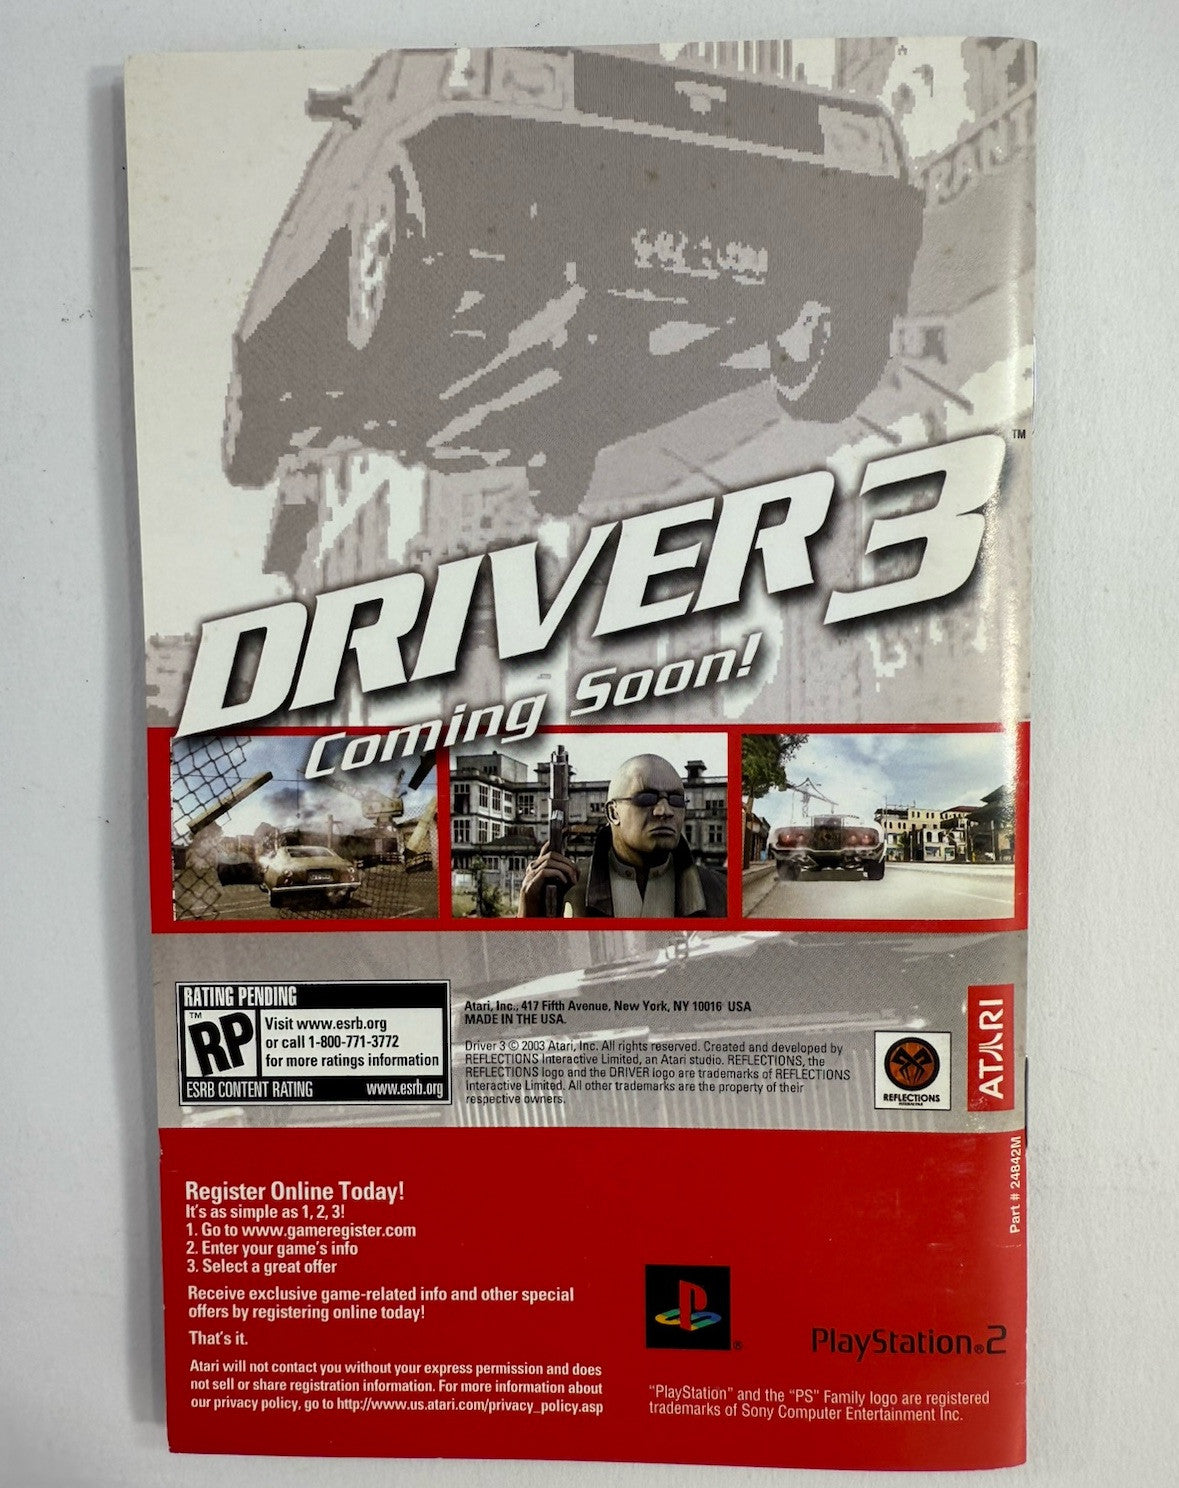 DRIVER 3 ™
Coming Soon!
RATING PENDING
TM
RP
Visit www.esrb.org
or call 1-800-771-3772
for more ratings information
ESRB CONTENT RATING www.esrb.org
Atari, Inc., 417 Fifth Avenue, New York, NY 10016 USA
MADE IN THE USA.
Driver 3 © 2003 Atari, Inc. All rights reserved. Created and developed by
REFLECTIONS Interactive Limited, an Atari studio. REFLECTIONS, the
REFLECTIONS logo and the DRIVER logo are trademarks of REFLECTIONS
Interactive Limited. All other trademarks are the property of their
respective owners.
REFLECTIONS
INTERACTIVE
ATARI
Part # 24842M
Register Online Today!
It's as simple as 1, 2, 3!
1. Go to www.gameregister.com
2. Enter your game's info
3. Select a great offer
Receive exclusive game-related info and other special
offers by registering online today!
That's it.
Atari will not contact you without your express permission and does
not sell or share registration information. For more information about
our privacy policy, go to http://www.us.atari.com/privacy_policy.asp
®
PlayStation®2
"PlayStation" and the "PS" Family logo are registered
trademarks of Sony Computer Entertainment Inc.